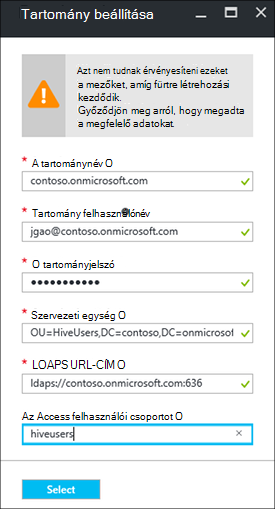 Tartomány beállítása
Azt nem tudnak érvényesíteni ezeket
a mezőket, amíg fürtre létrehozási
kezdődik.
Győződjön meg arról, hogy megadta
a megfelelő adatokat.
* A tartománynév O
contoso.onmicrosoft.com
* Tartomány felhasználónév
jgao@contoso.onmicrosoft.com
* O tartományjelszó
•••••••••••
* Szervezeti egység O
OU=HiveUsers,DC=contoso,DC=onmicrosof
* LOAPS URL-CÍM O
ldaps://contoso.onmicrosoft.com:636
Az Access felhasználói csoportot O
hiveusers
Select